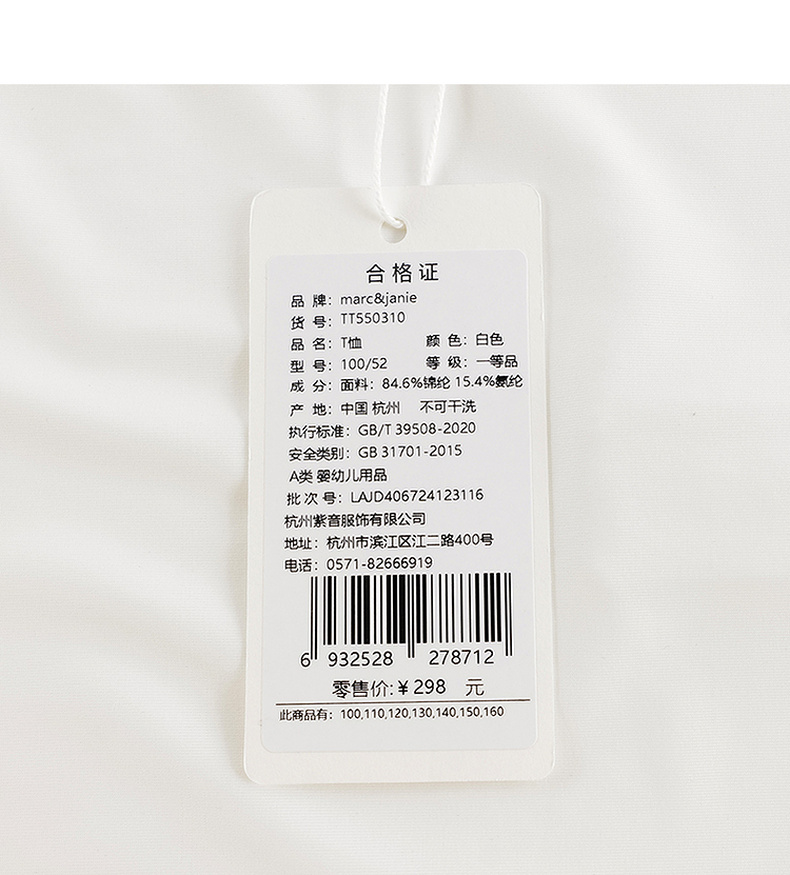 合格证
品 牌：marc&janie
货 号：TT550310
品 名：T恤 颜 色：白色
型 号：100/52 等 级：一等品
成 分：面料：84.6%锦纶 15.4%氨纶
产 地：中国 杭州 不可干洗
执行标准：GB/T 39508-2020
安全类别：GB 31701-2015
A类 婴幼儿用品
批 次 号：LAJD406724123116
杭州紫音服饰有限公司
地址：杭州市滨江区江二路400号
电话：0571-82666919
6 932528 278712
零售价:￥298 元
此商品有：100,110,120,130,140,150,160